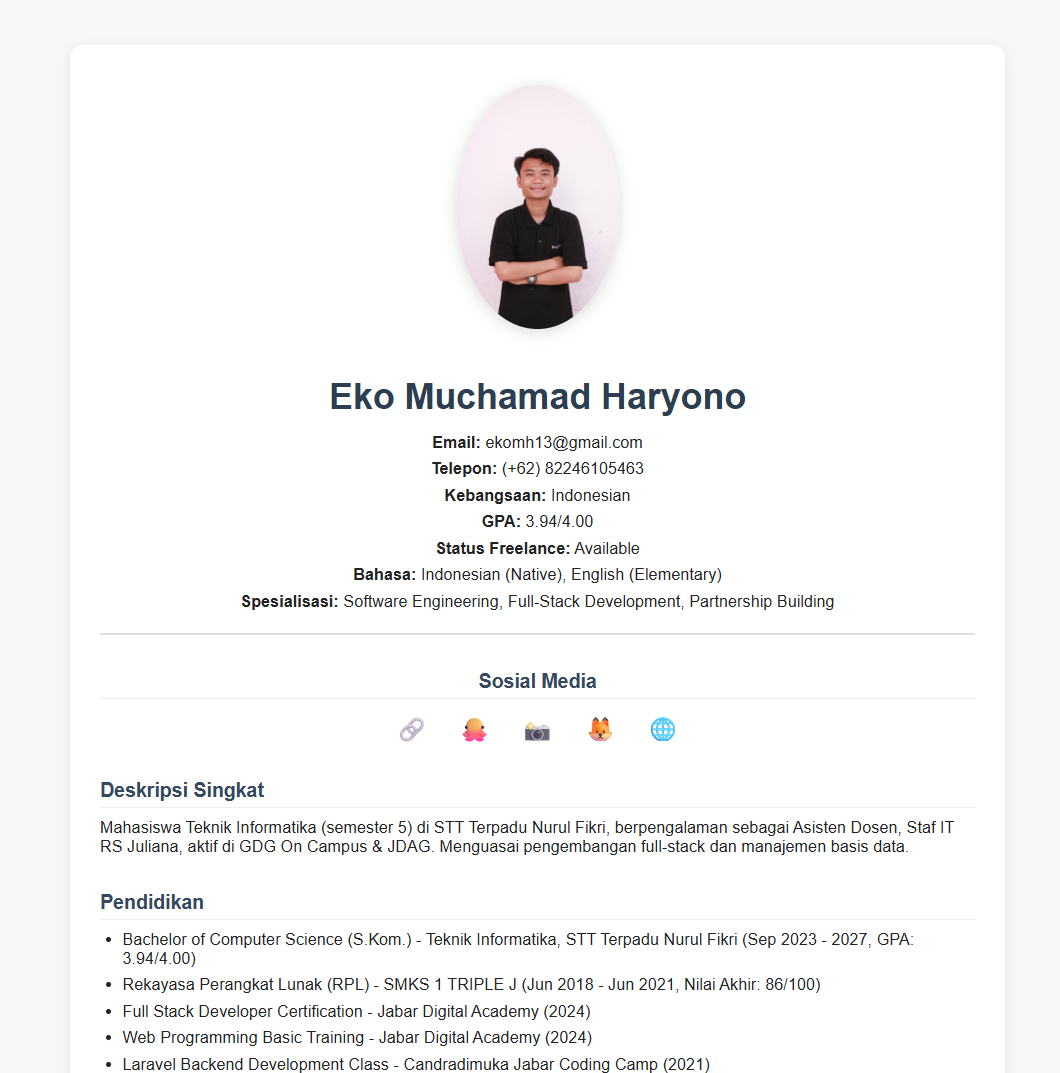 Eko Muchamad Haryono
Email: ekomh13@gmail.com
Telepon: (+62) 82246105463
Kebangsaan: Indonesian
GPA: 3.94/4.00
Status Freelance: Available
Bahasa: Indonesian (Native), English (Elementary)
Spesialisasi: Software Engineering, Full-Stack Development, Partnership Building
Sosial Media
Deskripsi Singkat
Mahasiswa Teknik Informatika (semester 5) di STT Terpadu Nurul Fikri, berpengalaman sebagai Asisten Dosen, Staf IT
RS Juliana, aktif di GDG On Campus & JDAG. Menguasai pengembangan full-stack dan manajemen basis data.
Pendidikan
• Bachelor of Computer Science (S.Kom.) - Teknik Informatika, STT Terpadu Nurul Fikri (Sep 2023 - 2027, GPA:
3.94/4.00)
• Rekayasa Perangkat Lunak (RPL) - SMKS 1 TRIPLE J (Jun 2018 - Jun 2021, Nilai Akhir: 86/100)
• Full Stack Developer Certification - Jabar Digital Academy (2024)
• Web Programming Basic Training - Jabar Digital Academy (2024)
• Laravel Backend Development Class - Candradimuka Jabar Coding Camp (2021)